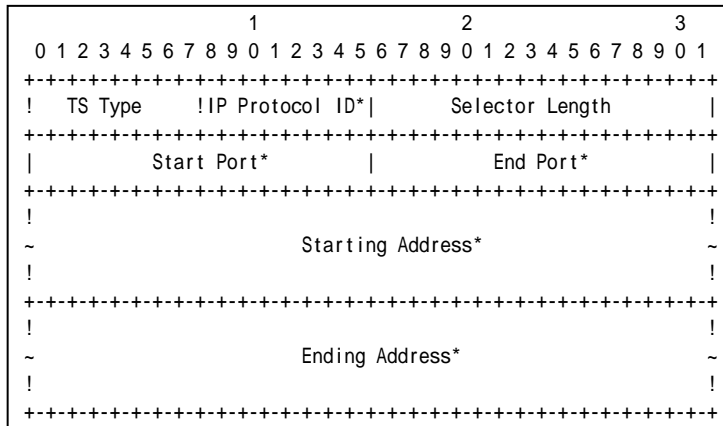 1                   2                   3
 0 1 2 3 4 5 6 7 8 9 0 1 2 3 4 5 6 7 8 9 0 1 2 3 4 5 6 7 8 9 0 1
+-+-+-+-+-+-+-+-+-+-+-+-+-+-+-+-+-+-+-+-+-+-+-+-+-+-+-+-+-+-+-+-+
!   TS Type     !IP Protocol ID*|       Selector Length         |
+-+-+-+-+-+-+-+-+-+-+-+-+-+-+-+-+-+-+-+-+-+-+-+-+-+-+-+-+-+-+-+-+
|           Start Port*         |           End Port*           |
+-+-+-+-+-+-+-+-+-+-+-+-+-+-+-+-+-+-+-+-+-+-+-+-+-+-+-+-+-+-+-+-+
!                                                               !
~                         Starting Address*                     ~
!                                                               !
+-+-+-+-+-+-+-+-+-+-+-+-+-+-+-+-+-+-+-+-+-+-+-+-+-+-+-+-+-+-+-+-+
!                                                               !
~                         Ending Address*                       ~
!                                                               !
+-+-+-+-+-+-+-+-+-+-+-+-+-+-+-+-+-+-+-+-+-+-+-+-+-+-+-+-+-+-+-+-+